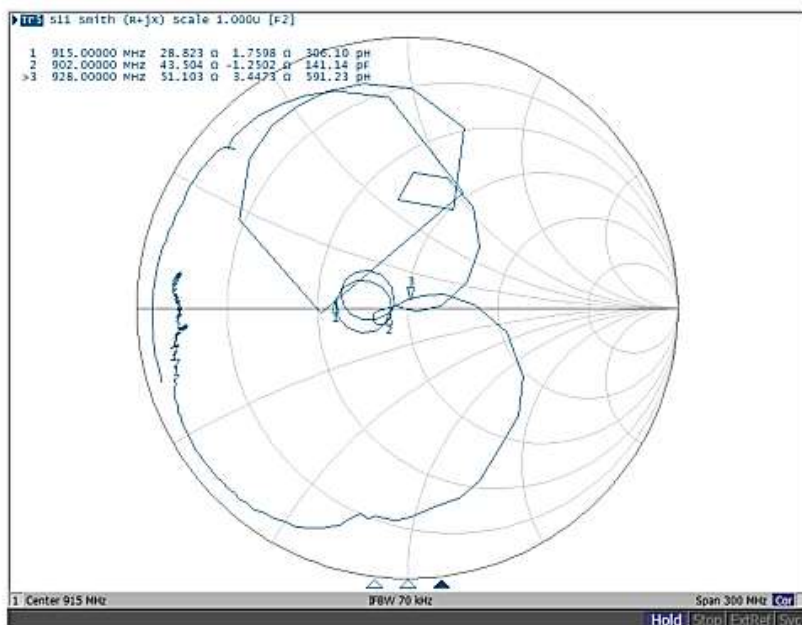 Tr3 S11 Smith (R+jx) Scale 1.000U [F2]
1 915.00000 MHz 28.823 Ω 1.7598 Ω 306.10 pH
2 902.00000 MHz 43.504 Ω -1.2502 Ω 141.14 pF
>3 928.00000 MHz 51.103 Ω 3.4473 Ω 591.23 pH
3
1
2
1 Center 915 MHz IFBW 70 kHz Span 300 MHz Cor
Hold Stop ExtRef Svc